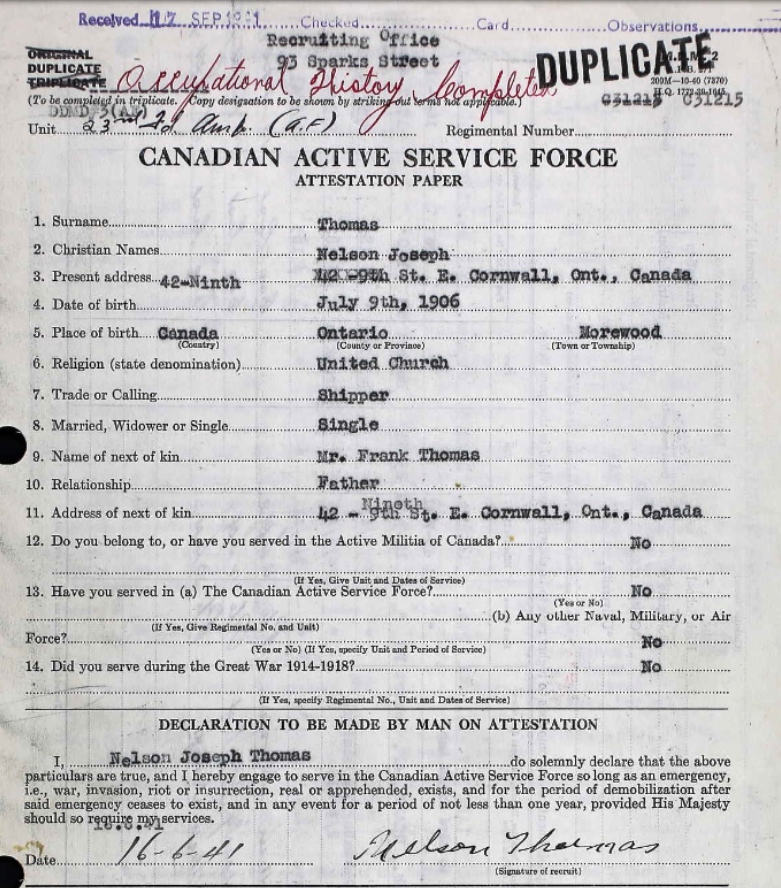 Received 17 SEP 1941 Checked Card Observations
Recruiting Office
93 Sparks Street
ORIGINAL
DUPLICATE
TRIPLICATE
Occupational History Completed
DUPLICATE
200M—10-40 (7870)
H.Q. 1772-39-1645
(To be completed in triplicate. Copy designation to be shown by striking out terms not applicable.)
C31215 C31215
Unit 23rd Fd Amb. (A.F) Regimental Number
CANADIAN ACTIVE SERVICE FORCE
ATTESTATION PAPER
1. Surname Thomas
2. Christian Names Nelson Joseph
3. Present address 42-Ninth 42-9th St. E. Cornwall, Ont., Canada
4. Date of birth July 9th, 1906
5. Place of birth Canada Ontario Morewood
(Country) (County or Province) (Town or Township)
6. Religion (state denomination) United Church
7. Trade or Calling Shipper
8. Married, Widower or Single Single
9. Name of next of kin Mr. Frank Thomas
10. Relationship Father
Nineth
11. Address of next of kin 42 - 9th St. E. Cornwall, Ont., Canada
12. Do you belong to, or have you served in the Active Militia of Canada? No
(If Yes, Give Unit and Dates of Service)
13. Have you served in (a) The Canadian Active Service Force? No
(Yes or No)
(b) Any other Naval, Military, or Air
(If Yes, Give Regimental No, and Unit)
Force? No
(Yes or No) (If Yes, specify Unit and Period of Service)
14. Did you serve during the Great War 1914-1918? No
(If Yes, specify Regimental No., Unit and Dates of Service)
DECLARATION TO BE MADE BY MAN ON ATTESTATION
I, Nelson Joseph Thomas do solemnly declare that the above
particulars are true, and I hereby engage to serve in the Canadian Active Service Force so long as an emergency,
i.e., war, invasion, riot or insurrection, real or apprehended, exists, and for the period of demobilization after
said emergency ceases to exist, and in any event for a period of not less than one year, provided His Majesty
should so require my services.
16.6.41
Date 16-6-41 Nelson Thomas
(Signature of recruit)